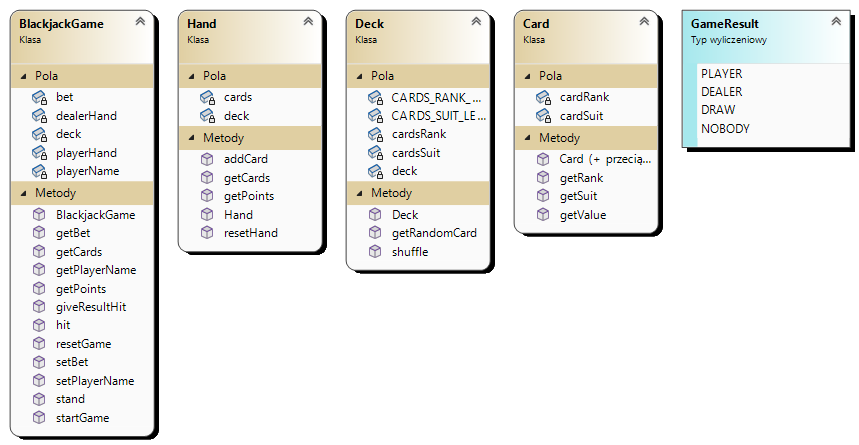 BlackjackGame
Klasa
Pola
bet
dealerHand
deck
playerHand
playerName
Metody
BlackjackGame
getBet
getCards
getPlayerName
getPoints
giveResultHit
hit
resetGame
setBet
setPlayerName
stand
startGame
Hand
Klasa
Pola
cards
deck
Metody
addCard
getCards
getPoints
Hand
resetHand
Deck
Klasa
Pola
CARDS_RANK_...
CARDS_SUIT_LE...
cardsRank
cardsSuit
deck
Metody
Deck
getRandomCard
shuffle
Card
Klasa
Pola
cardRank
cardSuit
Metody
Card (+ przecią...
getRank
getSuit
getValue
GameResult
Typ wyliczeniowy
PLAYER
DEALER
DRAW
NOBODY